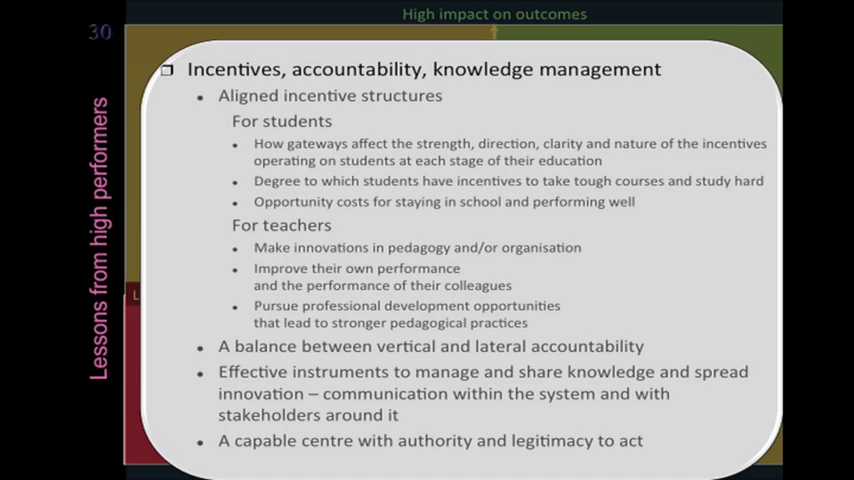 High impact on outcomes
30
Lessons from high performers
Incentives, accountability, knowledge management
Aligned incentive structures
For students
How gateways affect the strength, direction, clarity and nature of the incentives
operating on students at each stage of their education
Degree to which students have incentives to take tough courses and study hard
Opportunity costs for staying in school and performing well
For teachers
Make innovations in pedagogy and/or organisation
Improve their own performance
and the performance of their colleagues
Pursue professional development opportunities
that lead to stronger pedagogical practices
A balance between vertical and lateral accountability
Effective instruments to manage and share knowledge and spread
innovation – communication within the system and with
stakeholders around it
A capable centre with authority and legitimacy to act